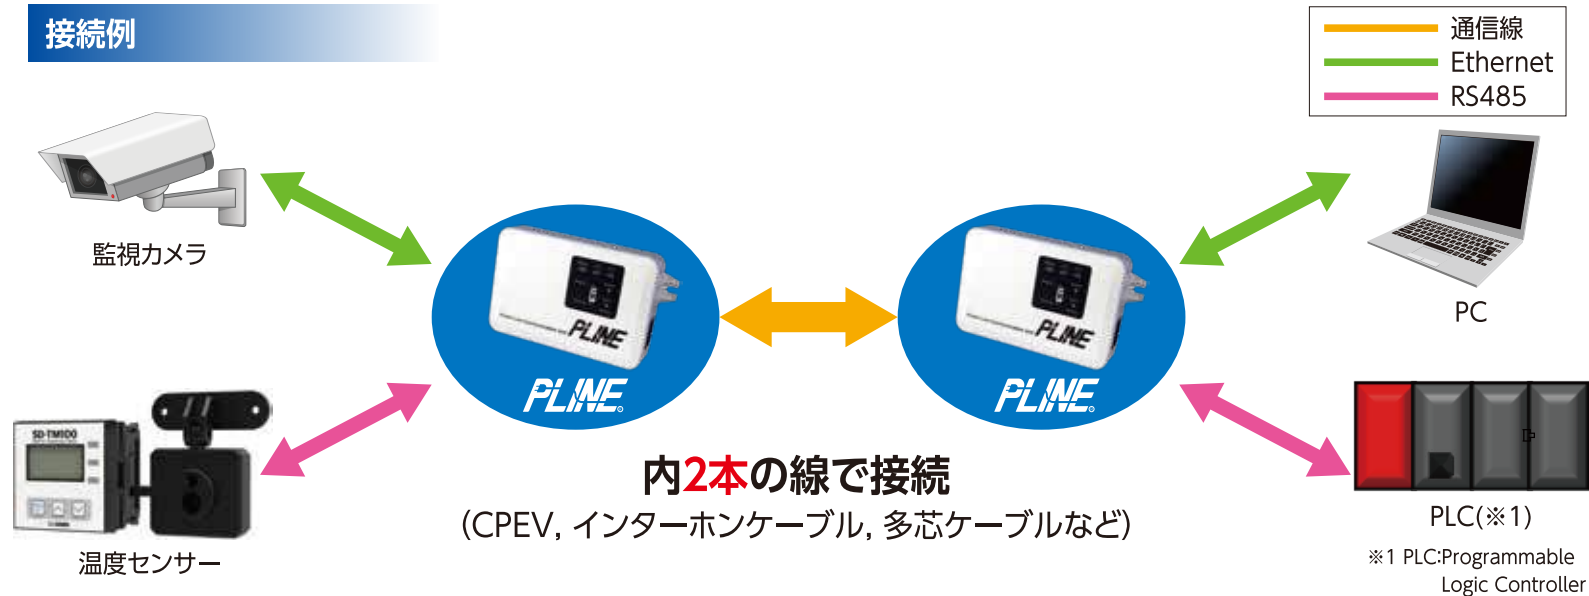 接続例
通信線
Ethernet
RS485
監視カメラ
PC
PLINE
PLINE
PLINE
PLINE
SD-TM10D
温度センサー
内2本の線で接続
(CPEV, インターホンケーブル, 多芯ケーブルなど)
PLC(※1)
※1 PLC:Programmable
Logic Controller